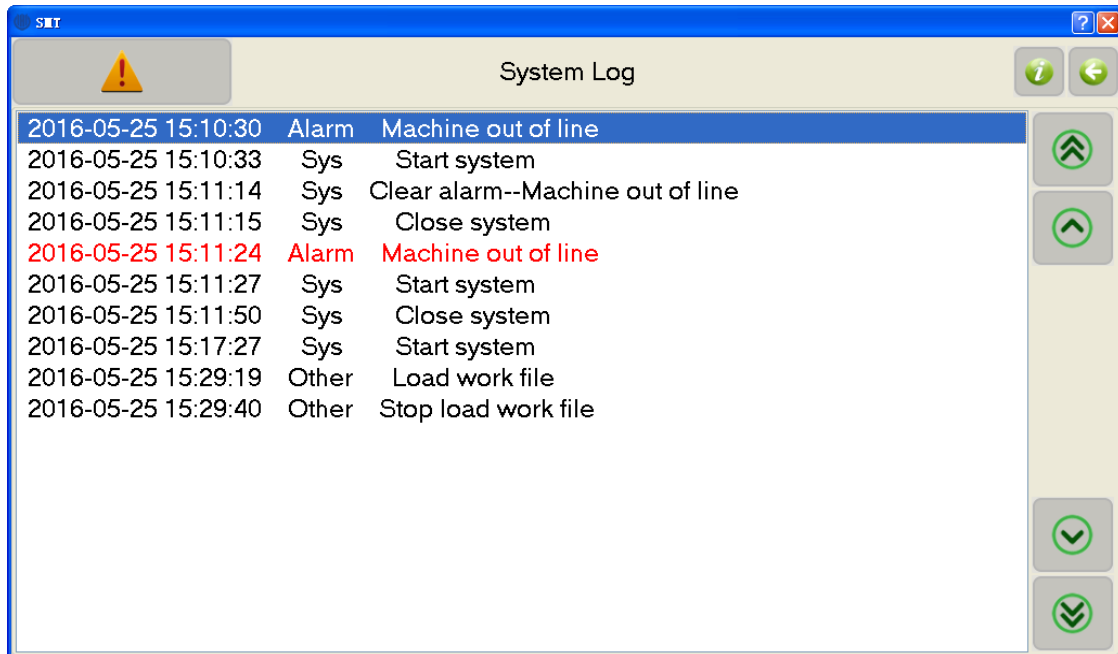 SMT
System Log
2016-05-25 15:10:30 Alarm Machine out of line
2016-05-25 15:10:33 Sys Start system
2016-05-25 15:11:14 Sys Clear alarm--Machine out of line
2016-05-25 15:11:15 Sys Close system
2016-05-25 15:11:24 Alarm Machine out of line
2016-05-25 15:11:27 Sys Start system
2016-05-25 15:11:50 Sys Close system
2016-05-25 15:17:27 Sys Start system
2016-05-25 15:29:19 Other Load work file
2016-05-25 15:29:40 Other Stop load work file